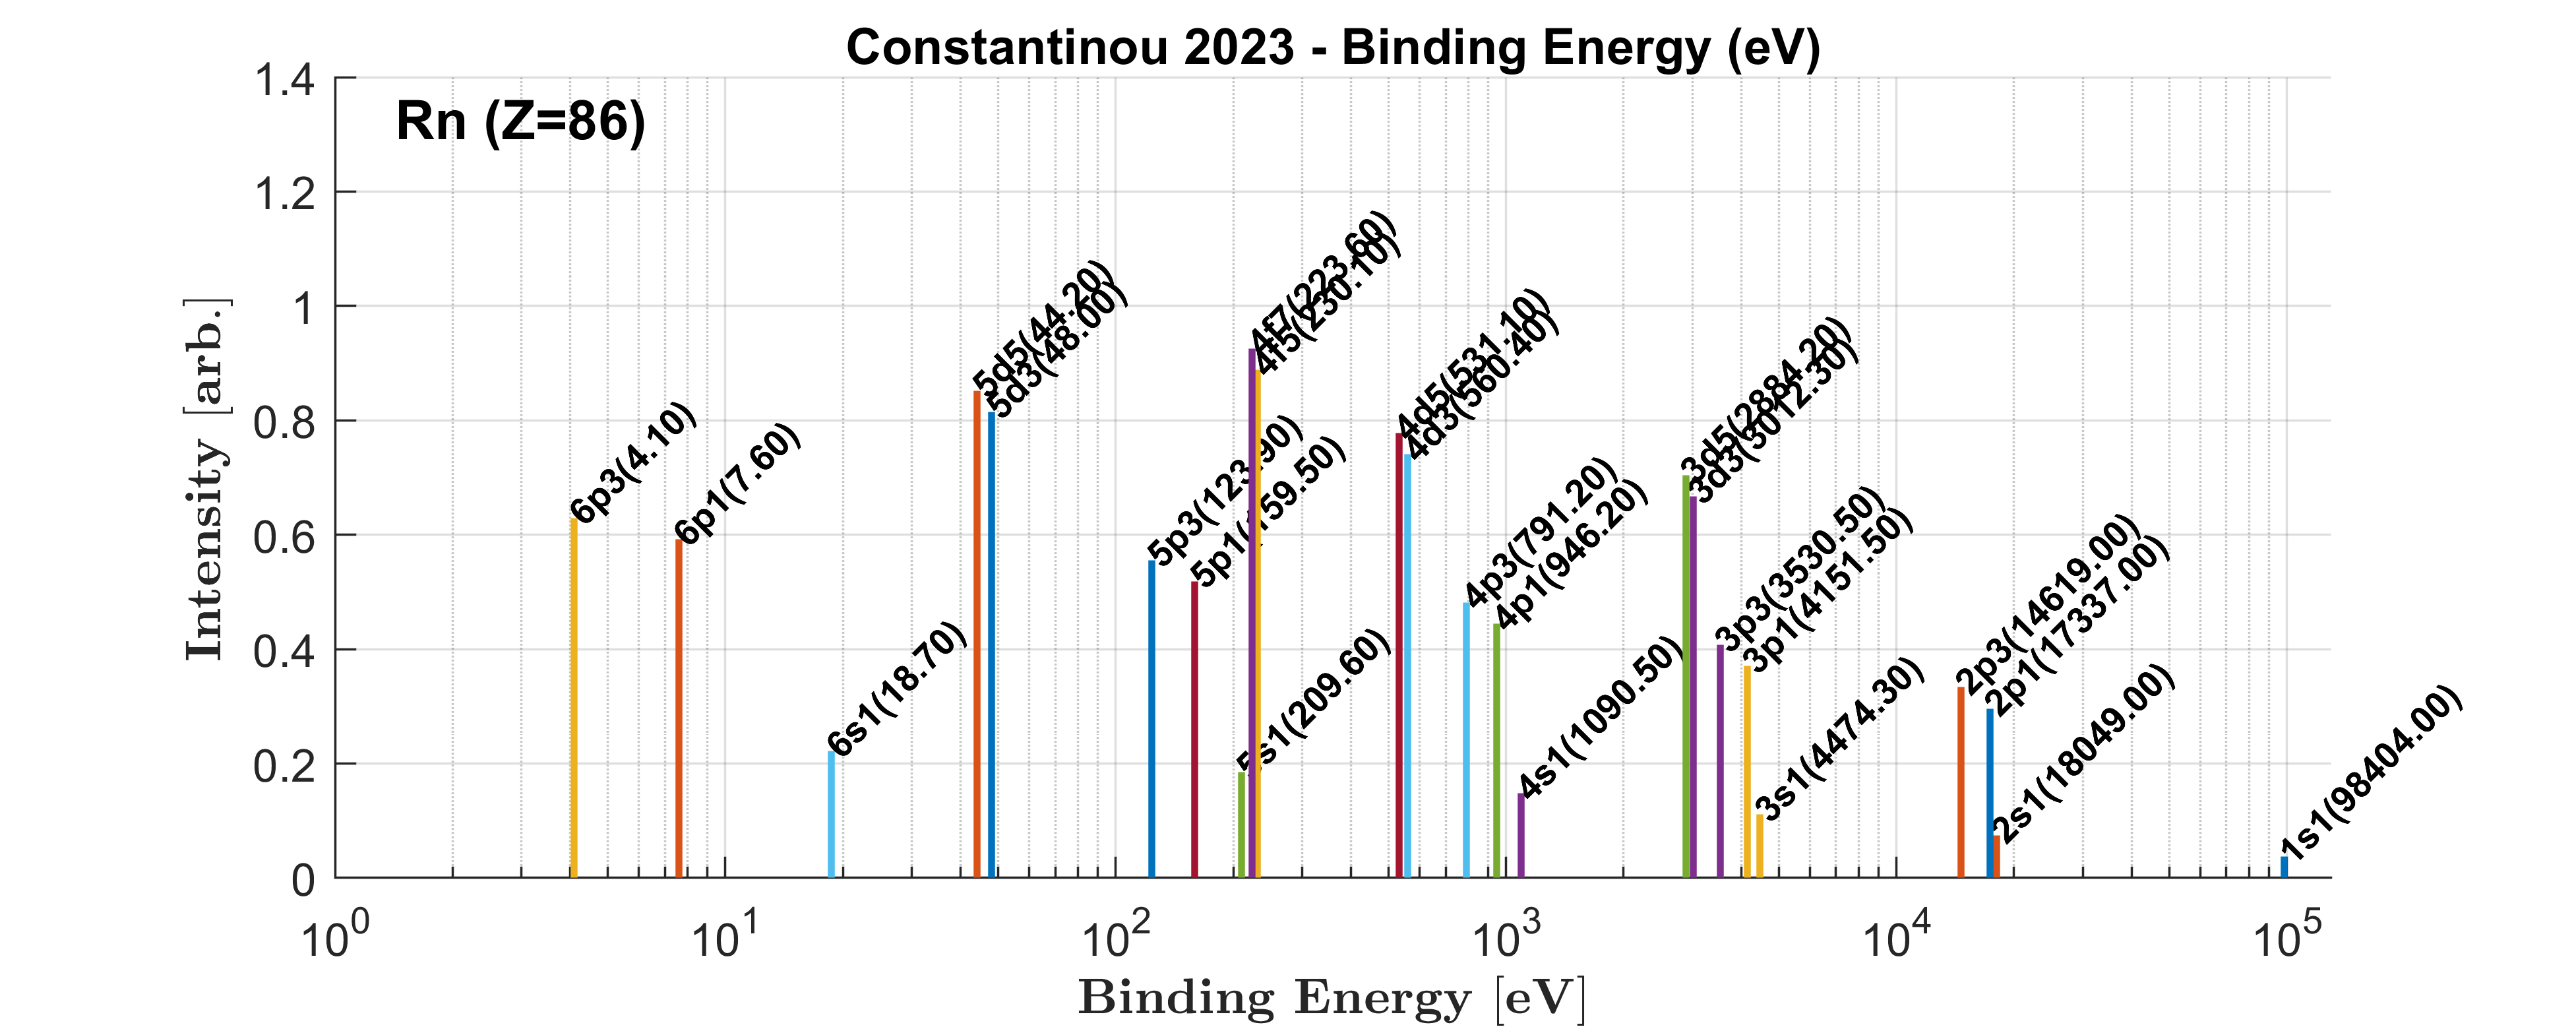 Constantinou 2023 - Binding Energy (eV)
Rn (Z=86)
1.4
1.2
1
0.8
0.6
0.4
0.2
0
Intensity [arb.]
6p3(4.10)
6p1(7.60)
6s1(18.70)
5d5(44.20)
5d3(48.00)
5p3(123.90)
5p1(159.50)
5s1(209.60)
4f7(223.60)
4f5(230.10)
4d5(531.10)
4d3(560.40)
4p3(791.20)
4p1(946.20)
4s1(1090.50)
3d5(2884.20)
3d3(3012.30)
3p3(3530.50)
3p1(4151.50)
3s1(4474.30)
2p3(14619.00)
2p1(17337.00)
2s1(18049.00)
1s1(98404.00)
10^0 10^1 10^2 10^3 10^4 10^5
Binding Energy [eV]